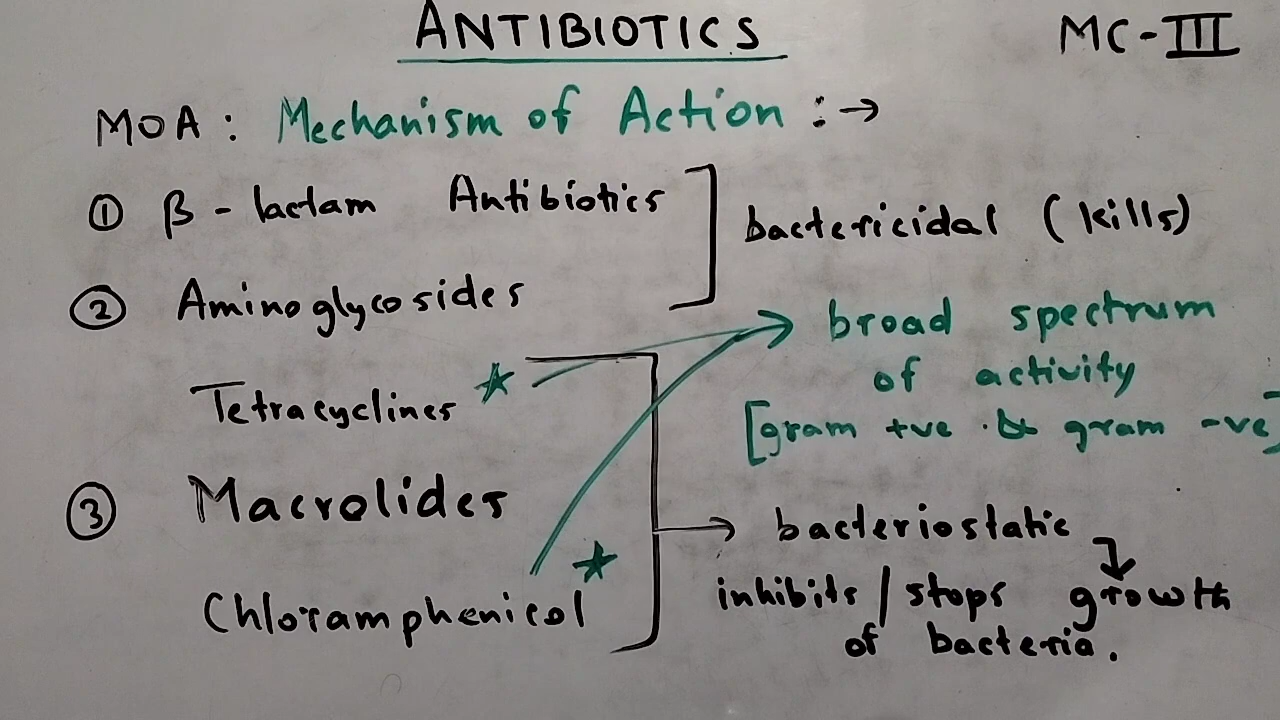 ANTIBIOTICS
MC-III
MOA : Mechanism of Action :→
① β - lactam Antibiotics
bactericidal (kills)
② Aminoglycosides
→ broad spectrum
of activity
[gram +ve & gram -ve]
Tetracyclines ★
③ Macrolides
Chloramphenicol ★
→ bacteriostatic
inhibits / stops growth
of bacteria.